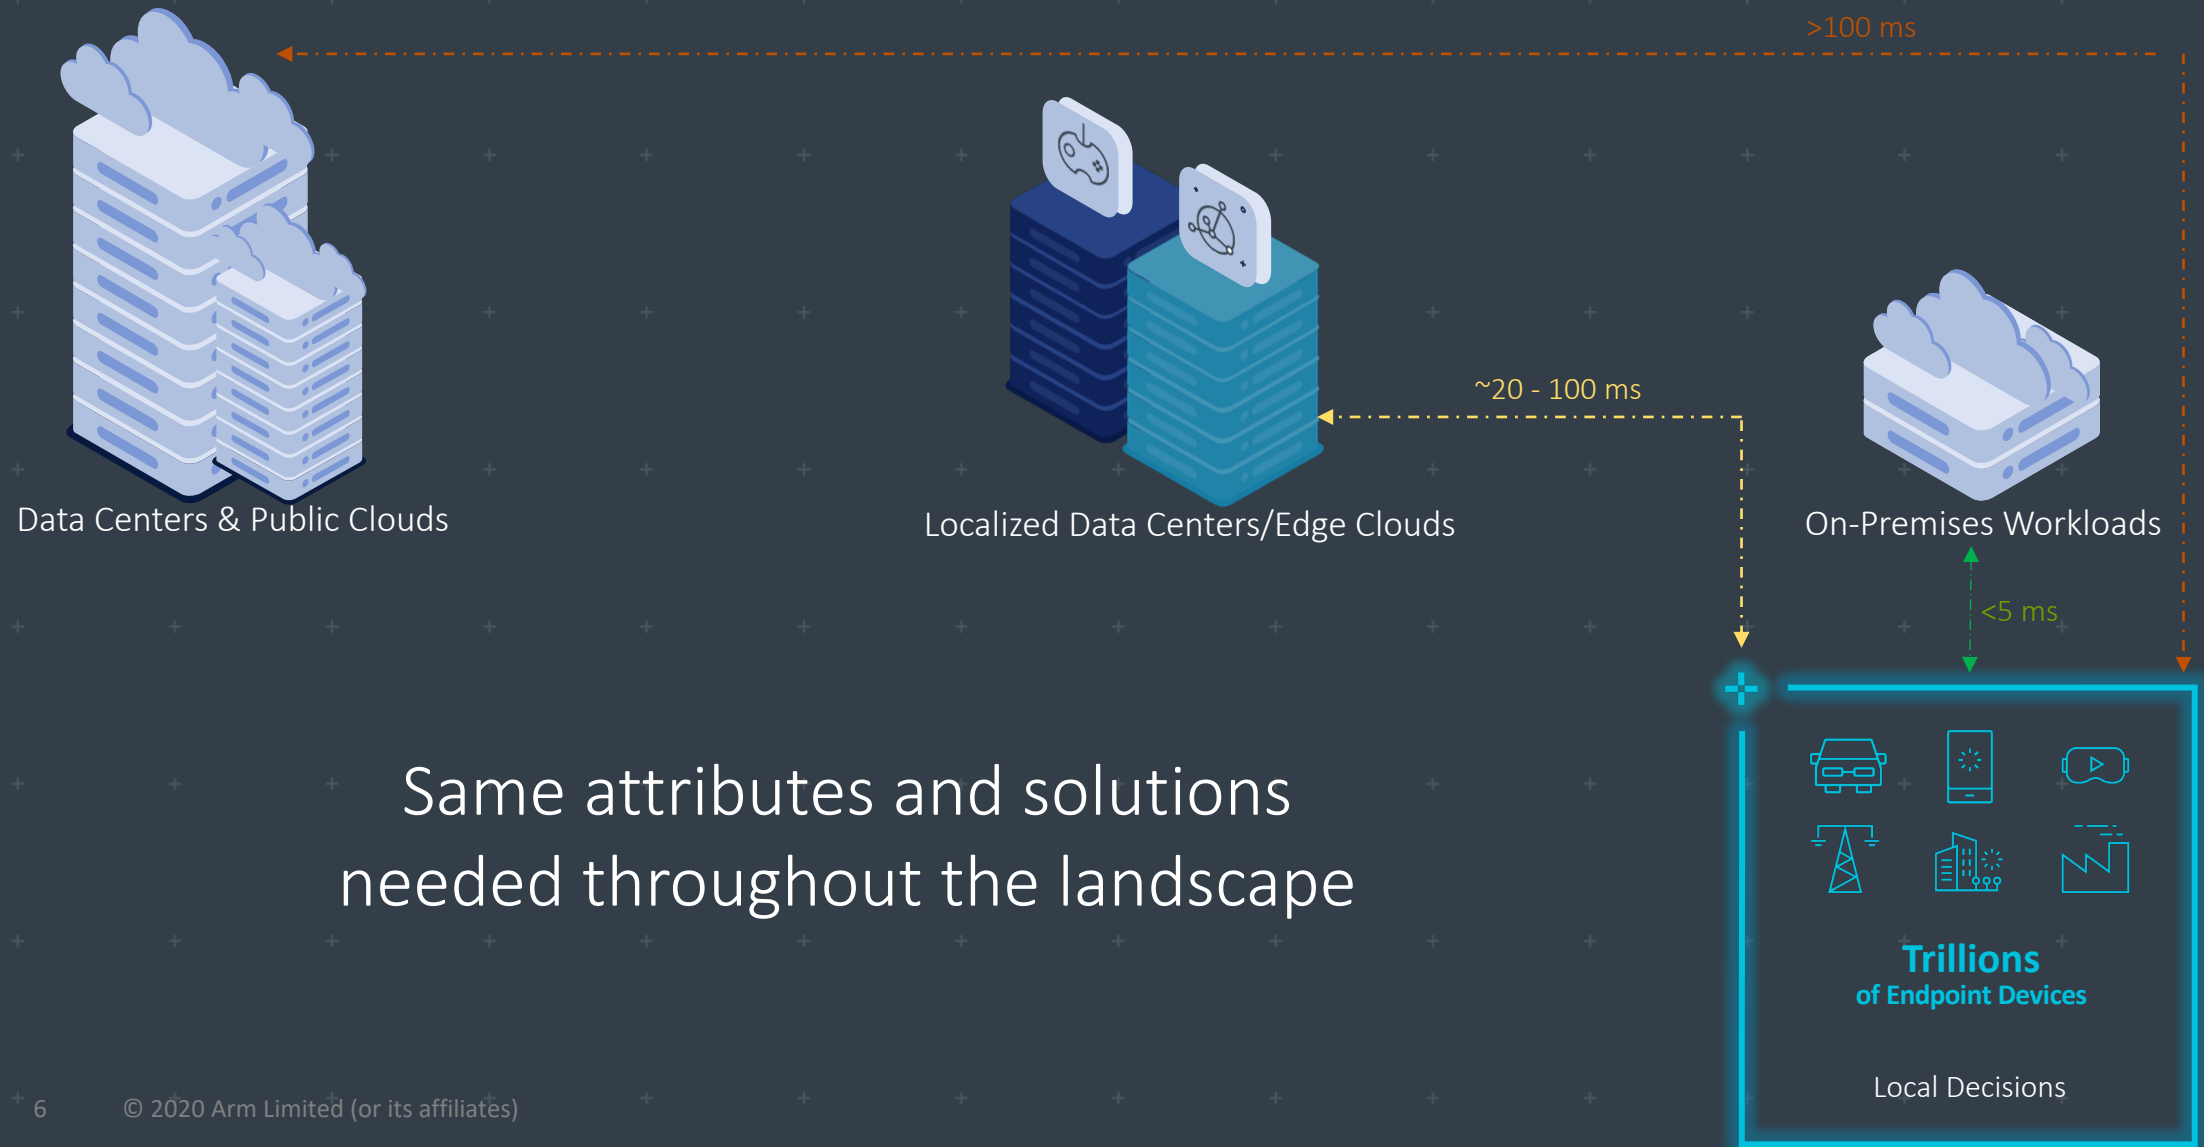 >100 ms
~20 - 100 ms
Data Centers & Public Clouds
Localized Data Centers/Edge Clouds
On-Premises Workloads
<5 ms
Same attributes and solutions
needed throughout the landscape
Trillions
of Endpoint Devices
Local Decisions
6
© 2020 Arm Limited (or its affiliates)